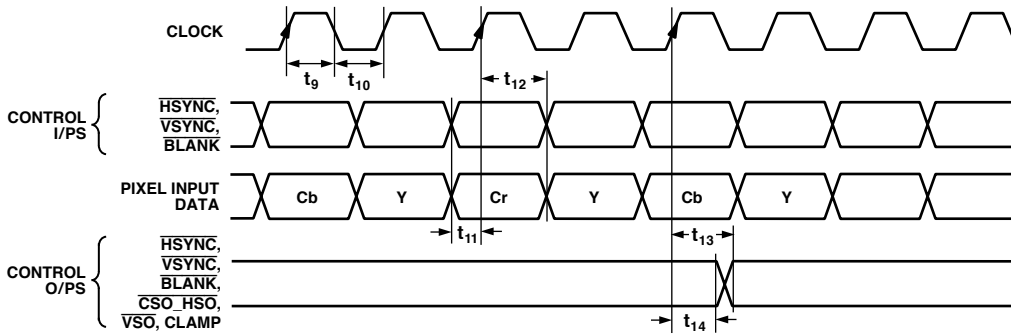 CLOCK
t9
t10
t12
CONTROL
I/PS
HSYNC,
VSYNC,
BLANK
PIXEL INPUT
DATA
Cb
Y
Cr
Y
Cb
Y
t11
t13
CONTROL
O/PS
HSYNC,
VSYNC,
BLANK,
CSO_HSO,
VSO, CLAMP
t14